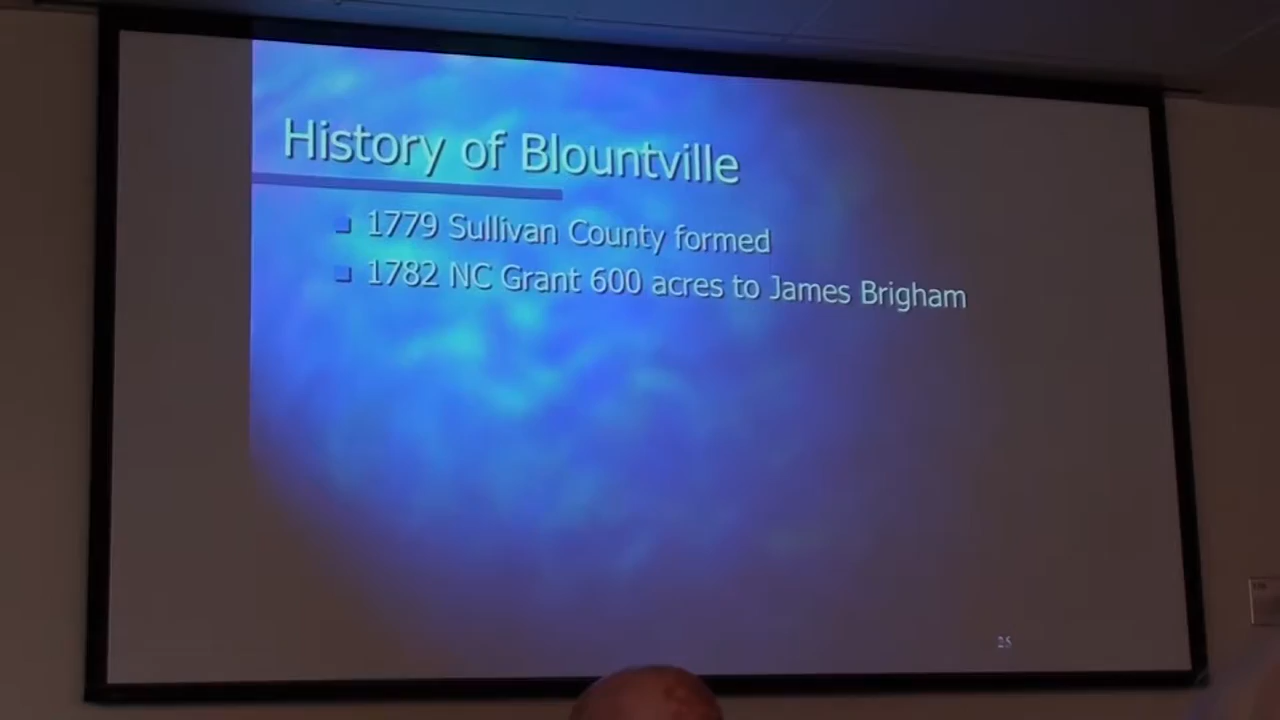 History of Blountville
1779 Sullivan County formed
1782 NC Grant 600 acres to James Brigham
25